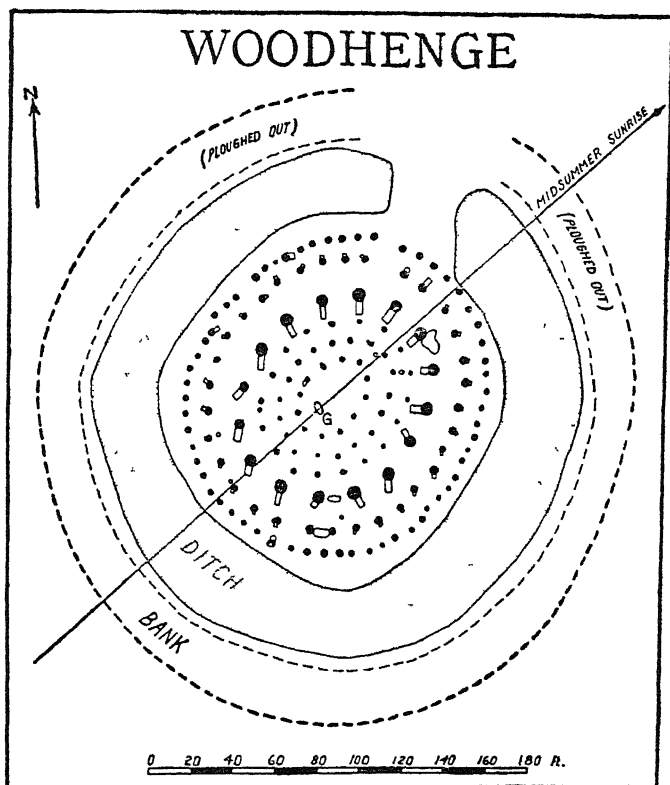 WOODHENGE
N
(PLOUGHED OUT)
MIDSUMMER SUNRISE
(PLOUGHED OUT)
G
DITCH
BANK
0 20 40 60 80 100 120 140 160 180 ft.